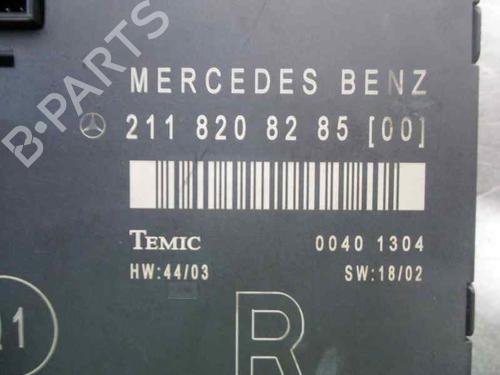 B-PARTS
MERCEDES BENZ
211 820 82 85 [00]
TEMIC 0040 1304
HW:44/03 SW:18/02
R